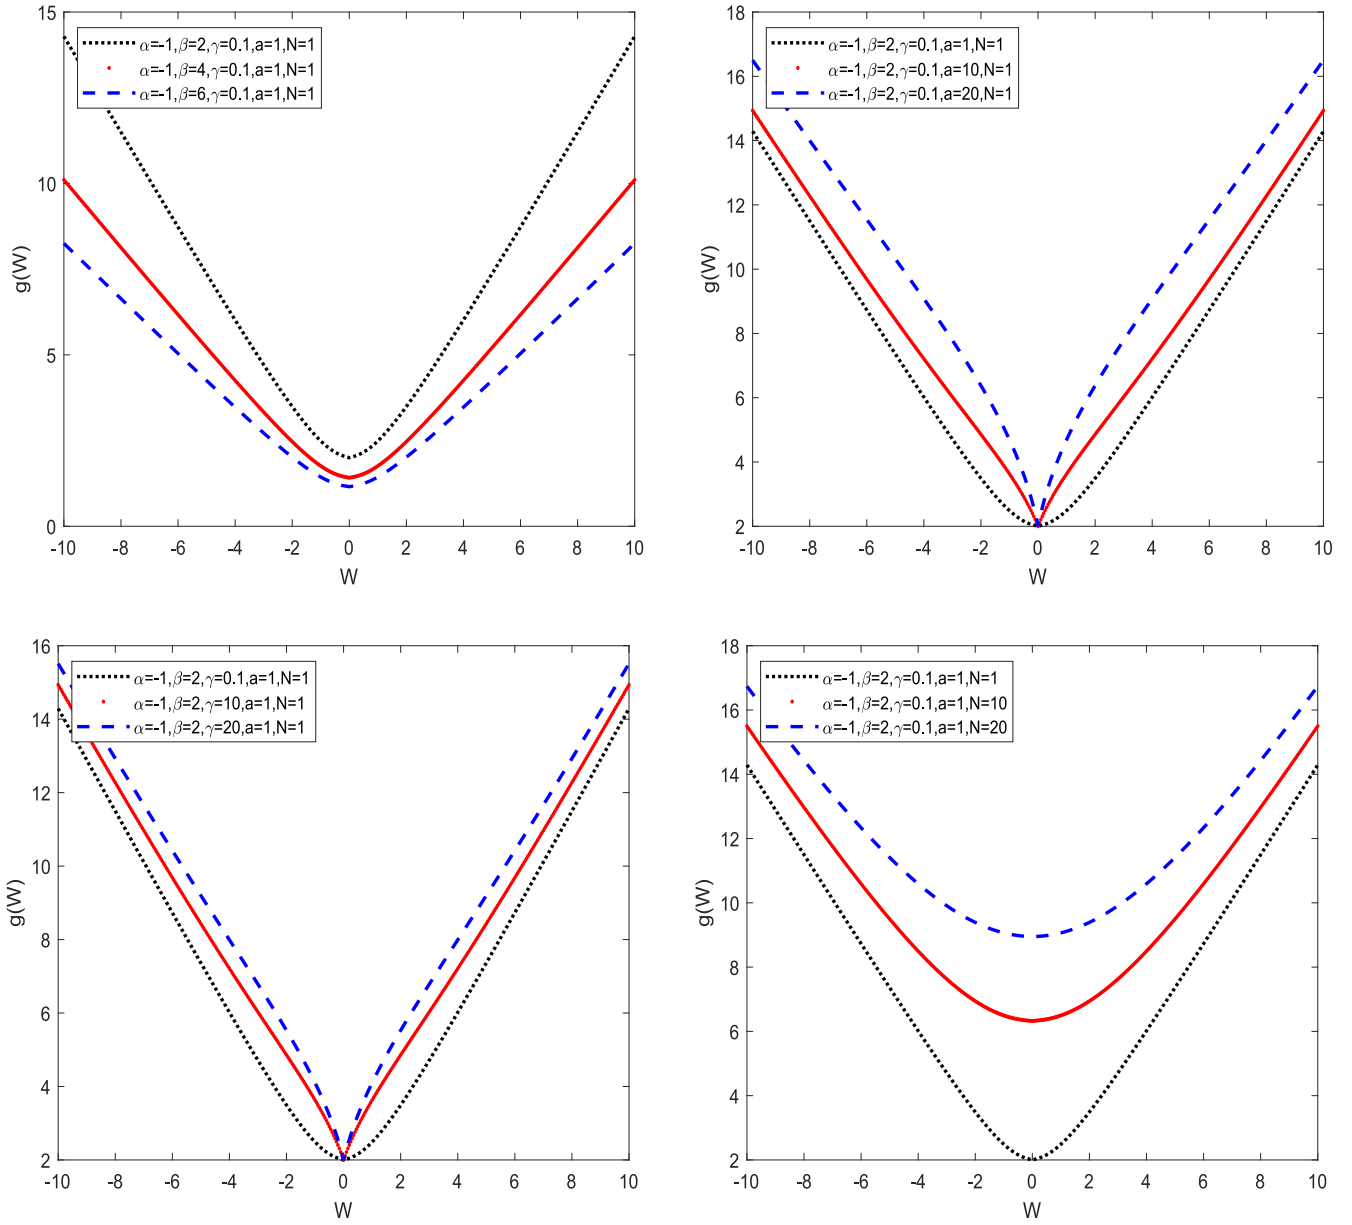 15
10
5
0
g(W)
α=-1,β=2,γ=0.1,a=1,N=1
α=-1,β=4,γ=0.1,a=1,N=1
α=-1,β=6,γ=0.1,a=1,N=1
-10 -8 -6 -4 -2 0 2 4 6 8 10
W
18
16
14
12
10
8
6
4
2
g(W)
α=-1,β=2,γ=0.1,a=1,N=1
α=-1,β=2,γ=0.1,a=10,N=1
α=-1,β=2,γ=0.1,a=20,N=1
-10 -8 -6 -4 -2 0 2 4 6 8 10
W
16
14
12
10
8
6
4
2
g(W)
α=-1,β=2,γ=0.1,a=1,N=1
α=-1,β=2,γ=10,a=1,N=1
α=-1,β=2,γ=20,a=1,N=1
-10 -8 -6 -4 -2 0 2 4 6 8 10
W
18
16
14
12
10
8
6
4
2
g(W)
α=-1,β=2,γ=0.1,a=1,N=1
α=-1,β=2,γ=0.1,a=1,N=10
α=-1,β=2,γ=0.1,a=1,N=20
-10 -8 -6 -4 -2 0 2 4 6 8 10
W